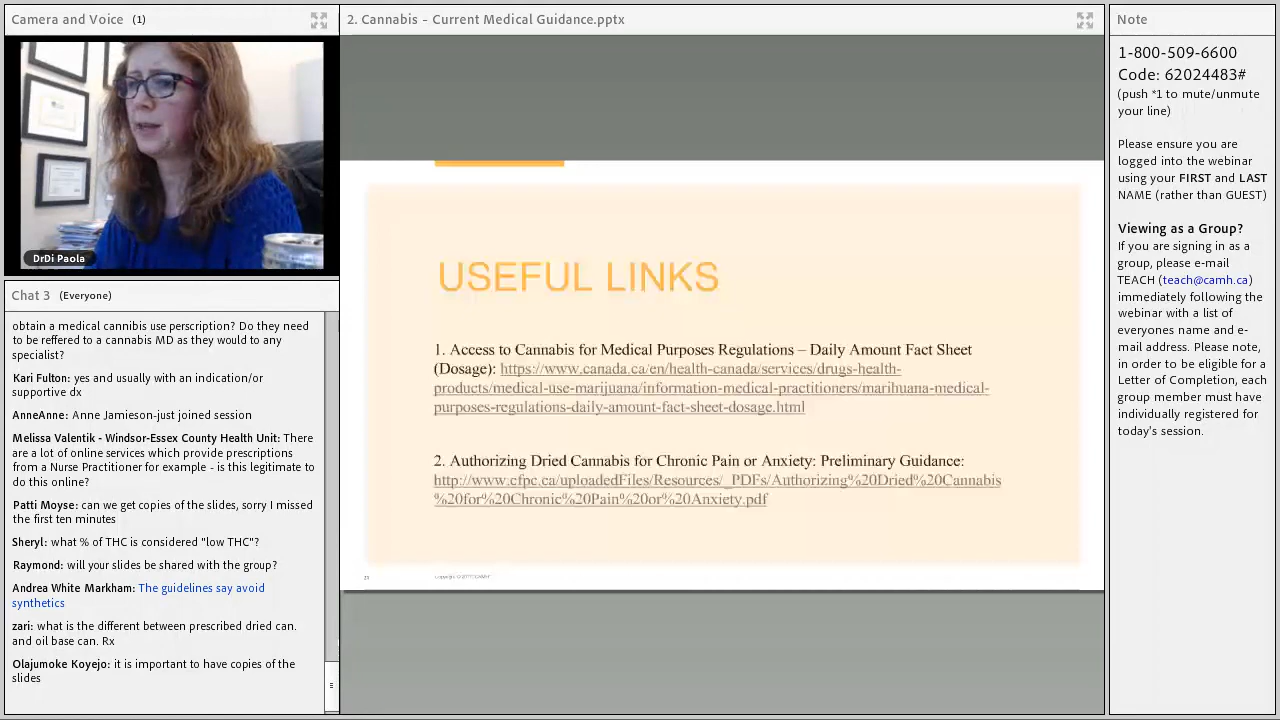 Camera and Voice (1)
DrDi Paola
Chat 3 (Everyone)
obtain a medical cannibis use perscription? Do they need
to be reffered to a cannabis MD as they would to any
specialist?
Kari Fulton: yes and usually with an indication/or
supportive dx
AnneAnne: Anne Jamieson-just joined session
Melissa Valentik - Windsor-Essex County Health Unit: There
are a lot of online services which provide prescriptions
from a Nurse Practitioner for example - is this legitimate to
do this online?
Patti Moyse: can we get copies of the slides, sorry I missed
the first ten minutes
Sheryl: what % of THC is considered "low THC"?
Raymond: will your slides be shared with the group?
Andrea White Markham: The guidelines say avoid
synthetics
zari: what is the different between prescribed dried can.
and oil base can. Rx
Olajumoke Koyejo: it is important to have copies of the
slides
2. Cannabis - Current Medical Guidance.pptx
USEFUL LINKS
1. Access to Cannabis for Medical Purposes Regulations – Daily Amount Fact Sheet
(Dosage): https://www.canada.ca/en/health-canada/services/drugs-health-
products/medical-use-marijuana/information-medical-practitioners/marihuana-medical-
purposes-regulations-daily-amount-fact-sheet-dosage.html
2. Authorizing Dried Cannabis for Chronic Pain or Anxiety: Preliminary Guidance:
http://www.cfpc.ca/uploadedFiles/Resources/_PDFs/Authorizing%20Dried%20Cannabis
%20for%20Chronic%20Pain%20or%20Anxiety.pdf
Note
1-800-509-6600
Code: 62024483#
(push *1 to mute/unmute
your line)
Please ensure you are
logged into the webinar
using your FIRST and LAST
NAME (rather than GUEST)
Viewing as a Group?
If you are signing in as a
group, please e-mail
TEACH (teach@camh.ca)
immediately following the
webinar with a list of
everyones name and e-
mail address. Please note,
in order to be eligible for a
Letter of Completion, each
group member must have
individually registered for
today's session.